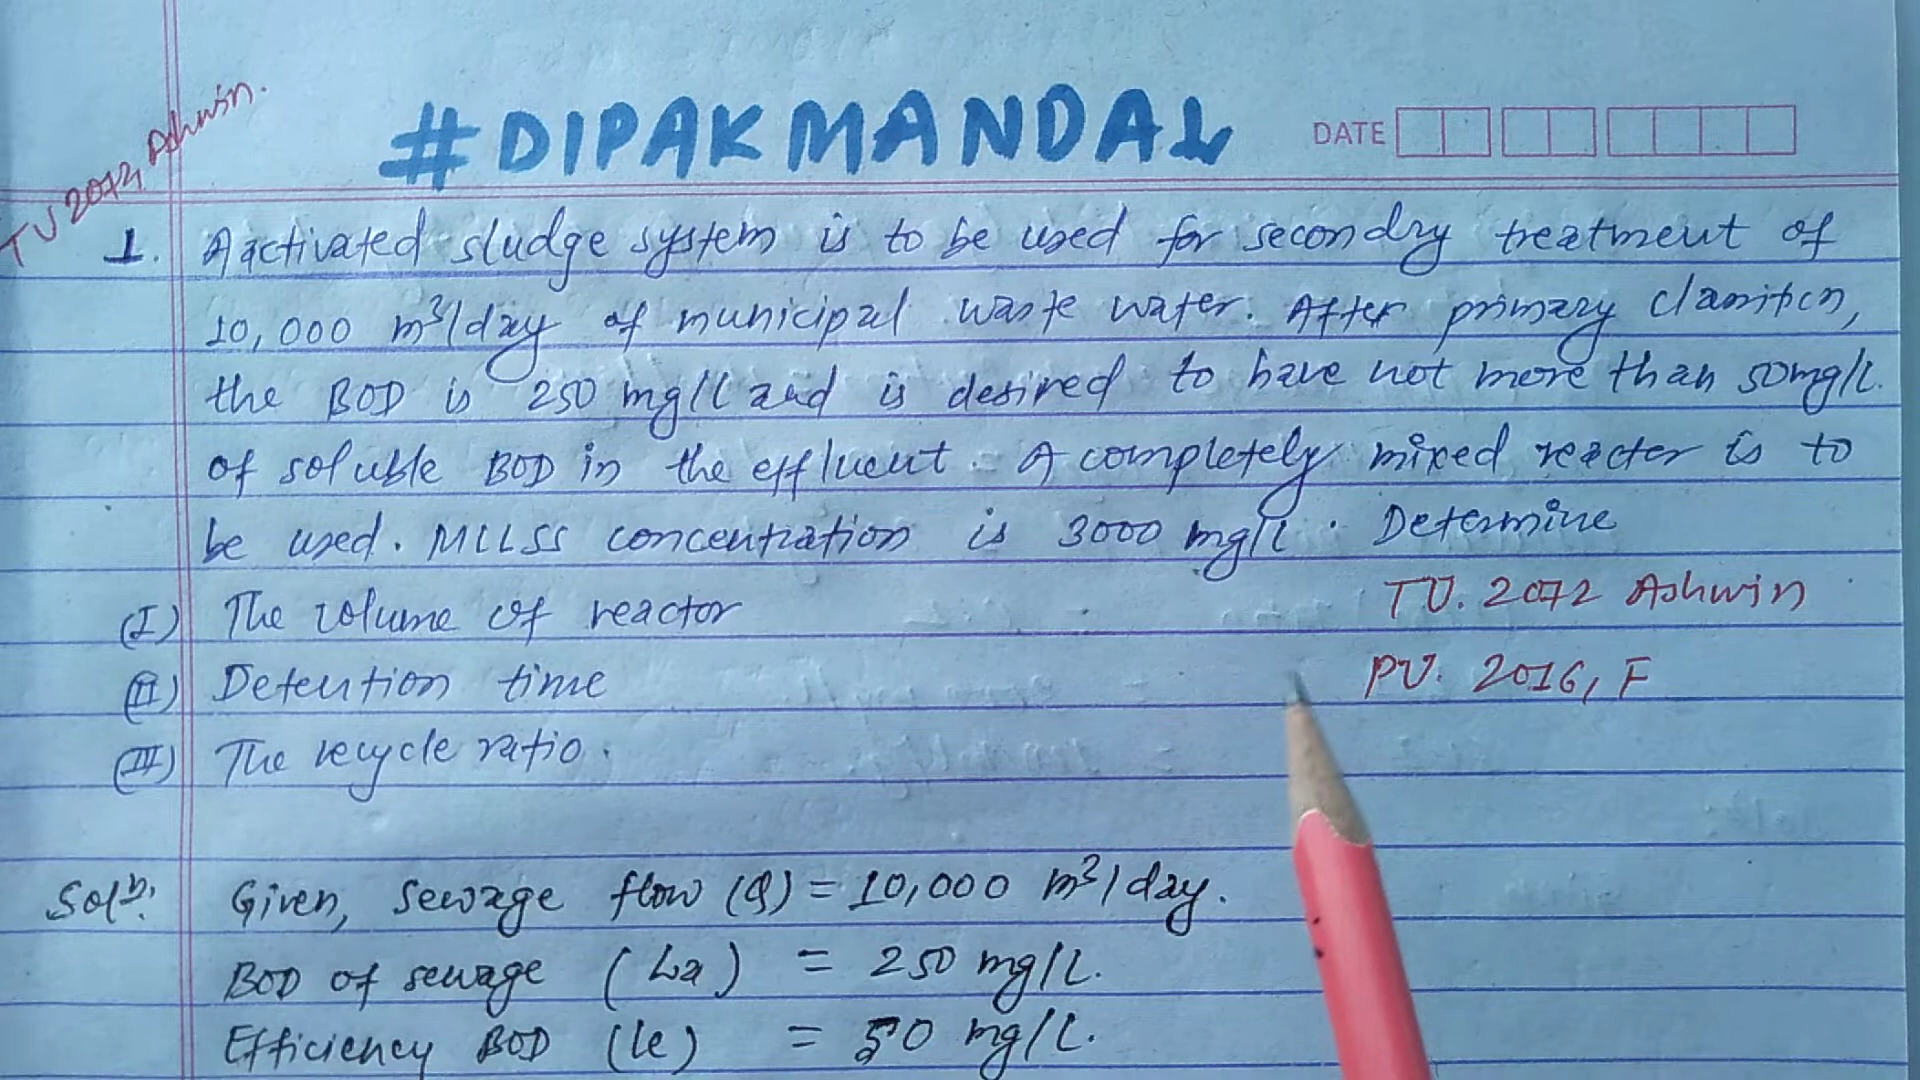 TU 2072, Ashwin.
#DIPAK MANDAL
DATE
1. A activated sludge system is to be used for secondry treatment of
10,000 m³/day of municipal waste water. After primary
the BOD is 250 mg/l and is desired to have not more than 50mg/l.
of soluble BOD in the effluent. A completely mixed reactor is to
be used. MLLSS concentration is 3000 mg/l. Determine
(I) The volume of reactor
TU. 2072 Ashwin
(II) Detention time
PU. 2016, F
(III) The recycle ratio.
Solⁿ: Given, Sewage flow (Q) = 10,000 m³/day.
BOD of sewage (La) = 250 mg/L.
Efficiency BOD (le) = 50 mg/L.